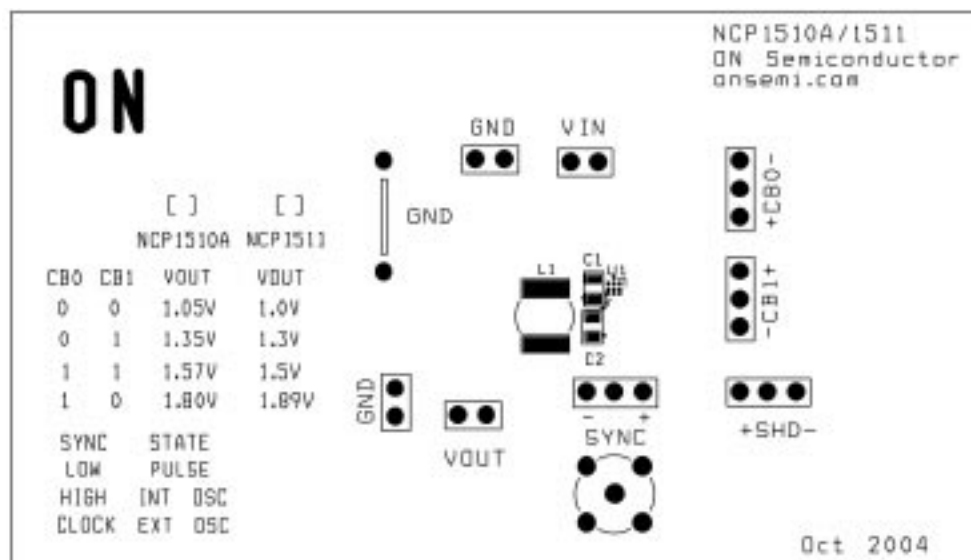 NCP1510A/1511
ON Semiconductor
onsemi.com
ON
GND VIN
+CB0-
GND
[ ] [ ]
NCP1510A NCP1511
CB0 CB1 VOUT VOUT
0 0 1.05V 1.0V
0 1 1.35V 1.3V
1 1 1.57V 1.5V
1 0 1.80V 1.89V
L1 C1 U1
-CB1+
C2
GND
- +
SYNC
+SHD-
VOUT
SYNC STATE
LOW PULSE
HIGH INT OSC
CLOCK EXT OSC
Oct 2004